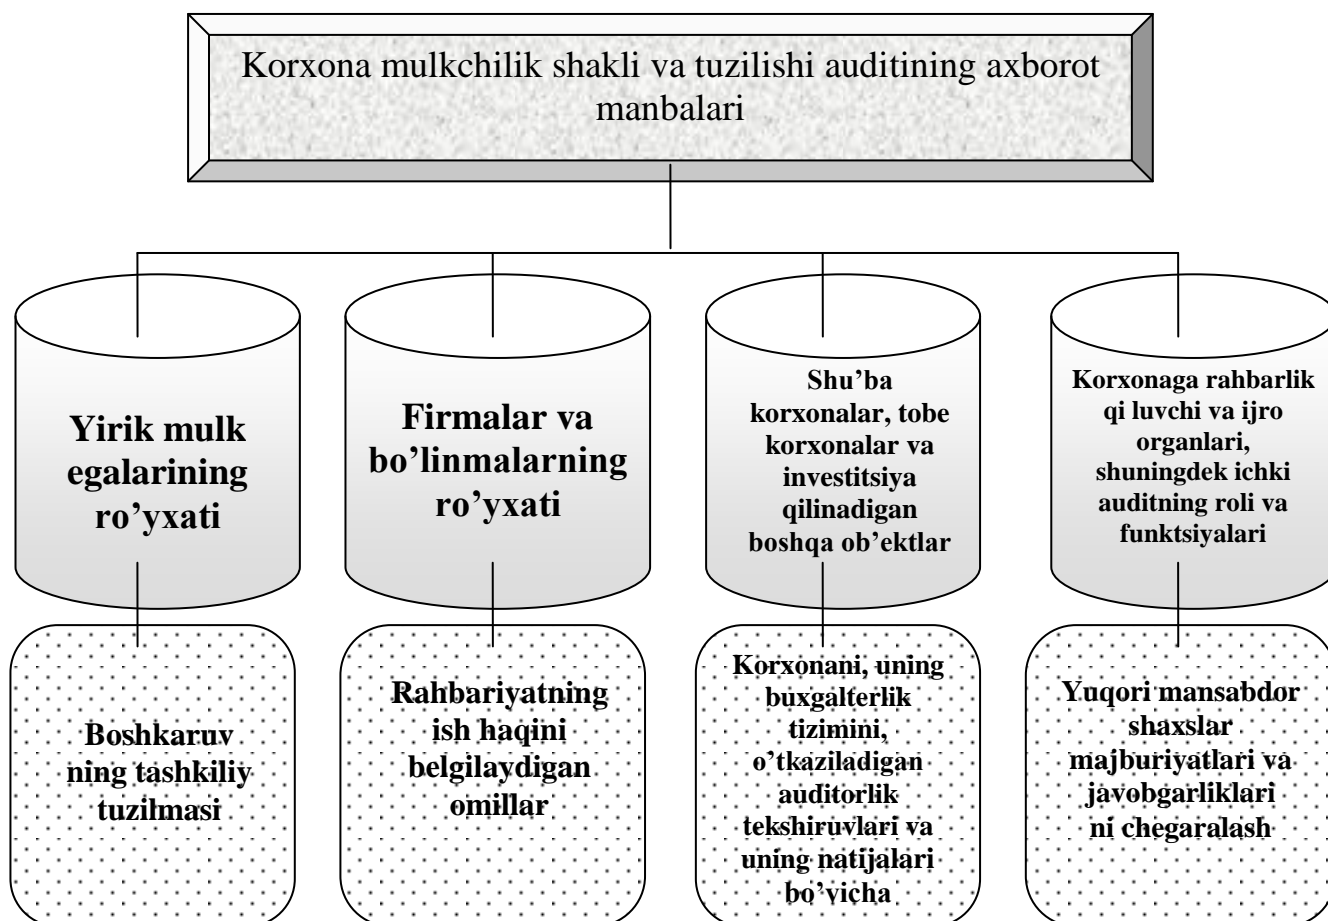 Korxona mulkchilik shakli va tuzilishi auditining axborot
manbalari
Yirik mulk
egalarining
ro’yxati
Firmalar va
bo’linmalarning
ro’yxati
Shu’ba
korxonalar, tobe
korxonalar va
investitsiya
qilinadigan
boshqa ob’ektlar
Korxonaga rahbarlik
qi luvchi va ijro
organlari,
shuningdek ichki
auditning roli va
funktsiyalari
Boshkaruv
ning tashkiliy
tuzilmasi
Rahbariyatning
ish haqini
belgilaydigan
omillar
Korxonani, uning
buxgalterlik
tizimini,
o’tkaziladigan
auditorlik
tekshiruvlari va
uning natijalari
bo’yicha
Yuqori mansabdor
shaxslar
majburiyatlari va
javobgarliklari
ni chegaralash